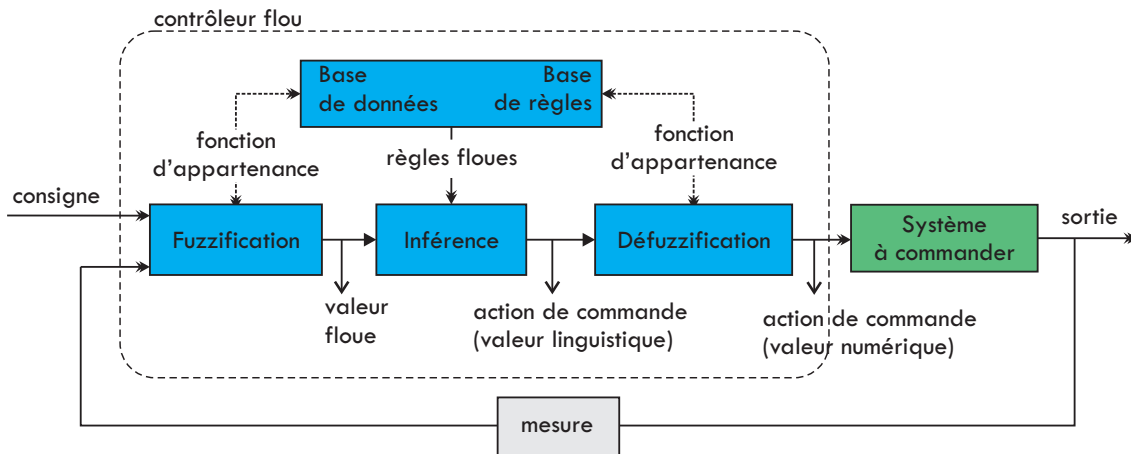 contrôleur flou
Base
de données
Base
de règles
fonction
d'appartenance
règles floues
fonction
d'appartenance
consigne
Fuzzification
Inférence
Défuzzification
Système
à commander
sortie
valeur
floue
action de commande
(valeur linguistique)
action de commande
(valeur numérique)
mesure